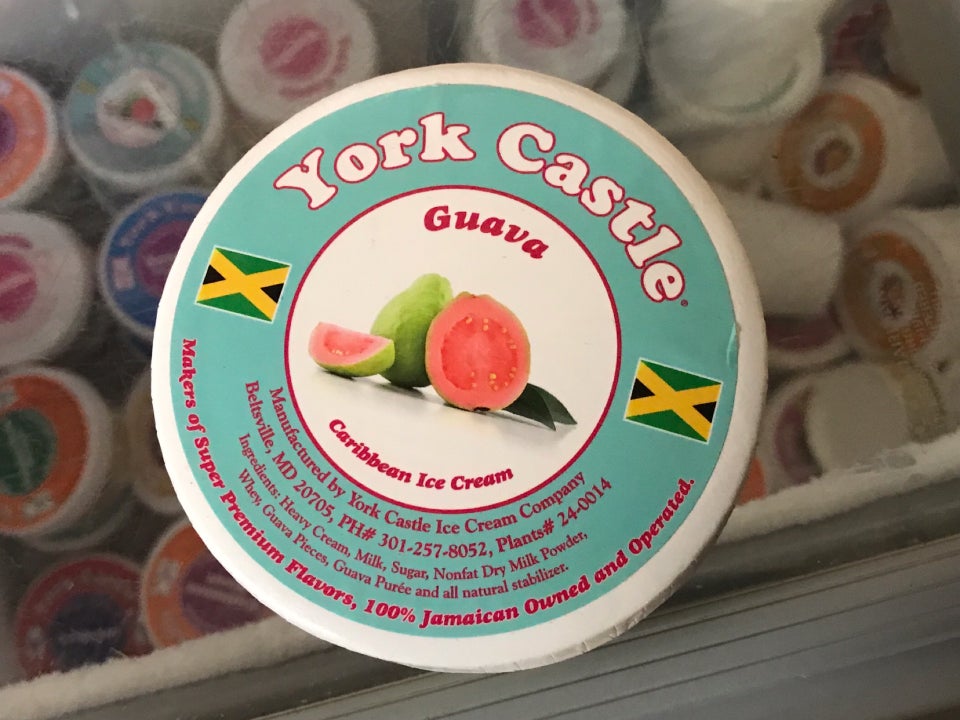 York Castle®
Guava
Caribbean Ice Cream
Manufactured by York Castle Ice Cream Company
Beltsville, MD 20705, PH# 301-257-8052, Plants# 24-0014
Ingredients: Heavy Cream, Milk, Sugar, Nonfat Dry Milk Powder,
Whey, Guava Pieces, Guava Purée and all natural stabilizer.
Makers of Super Premium Flavors, 100% Jamaican Owned and Operated.